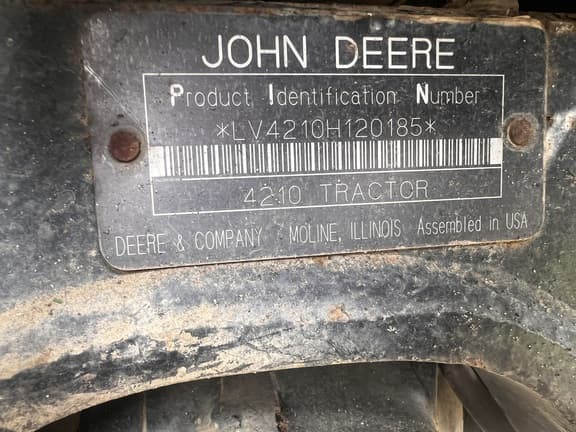 JOHN DEERE
Product Identification Number
*LV4210H120185*
4210 TRACTOR
DEERE & COMPANY MOLINE, ILLINOIS Assembled in USA